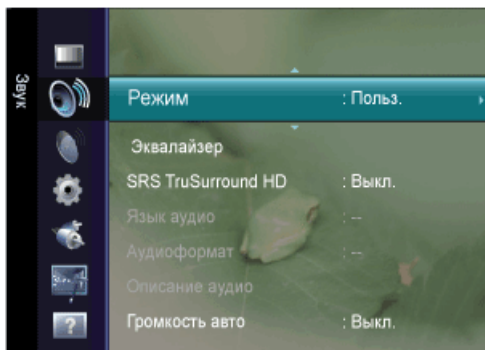 Звук
Режим : Польз.
Эквалайзер
SRS TruSurround HD : Выкл.
Язык аудио : --
Аудиоформат : --
Описание аудио
Громкость авто : Выкл.
?